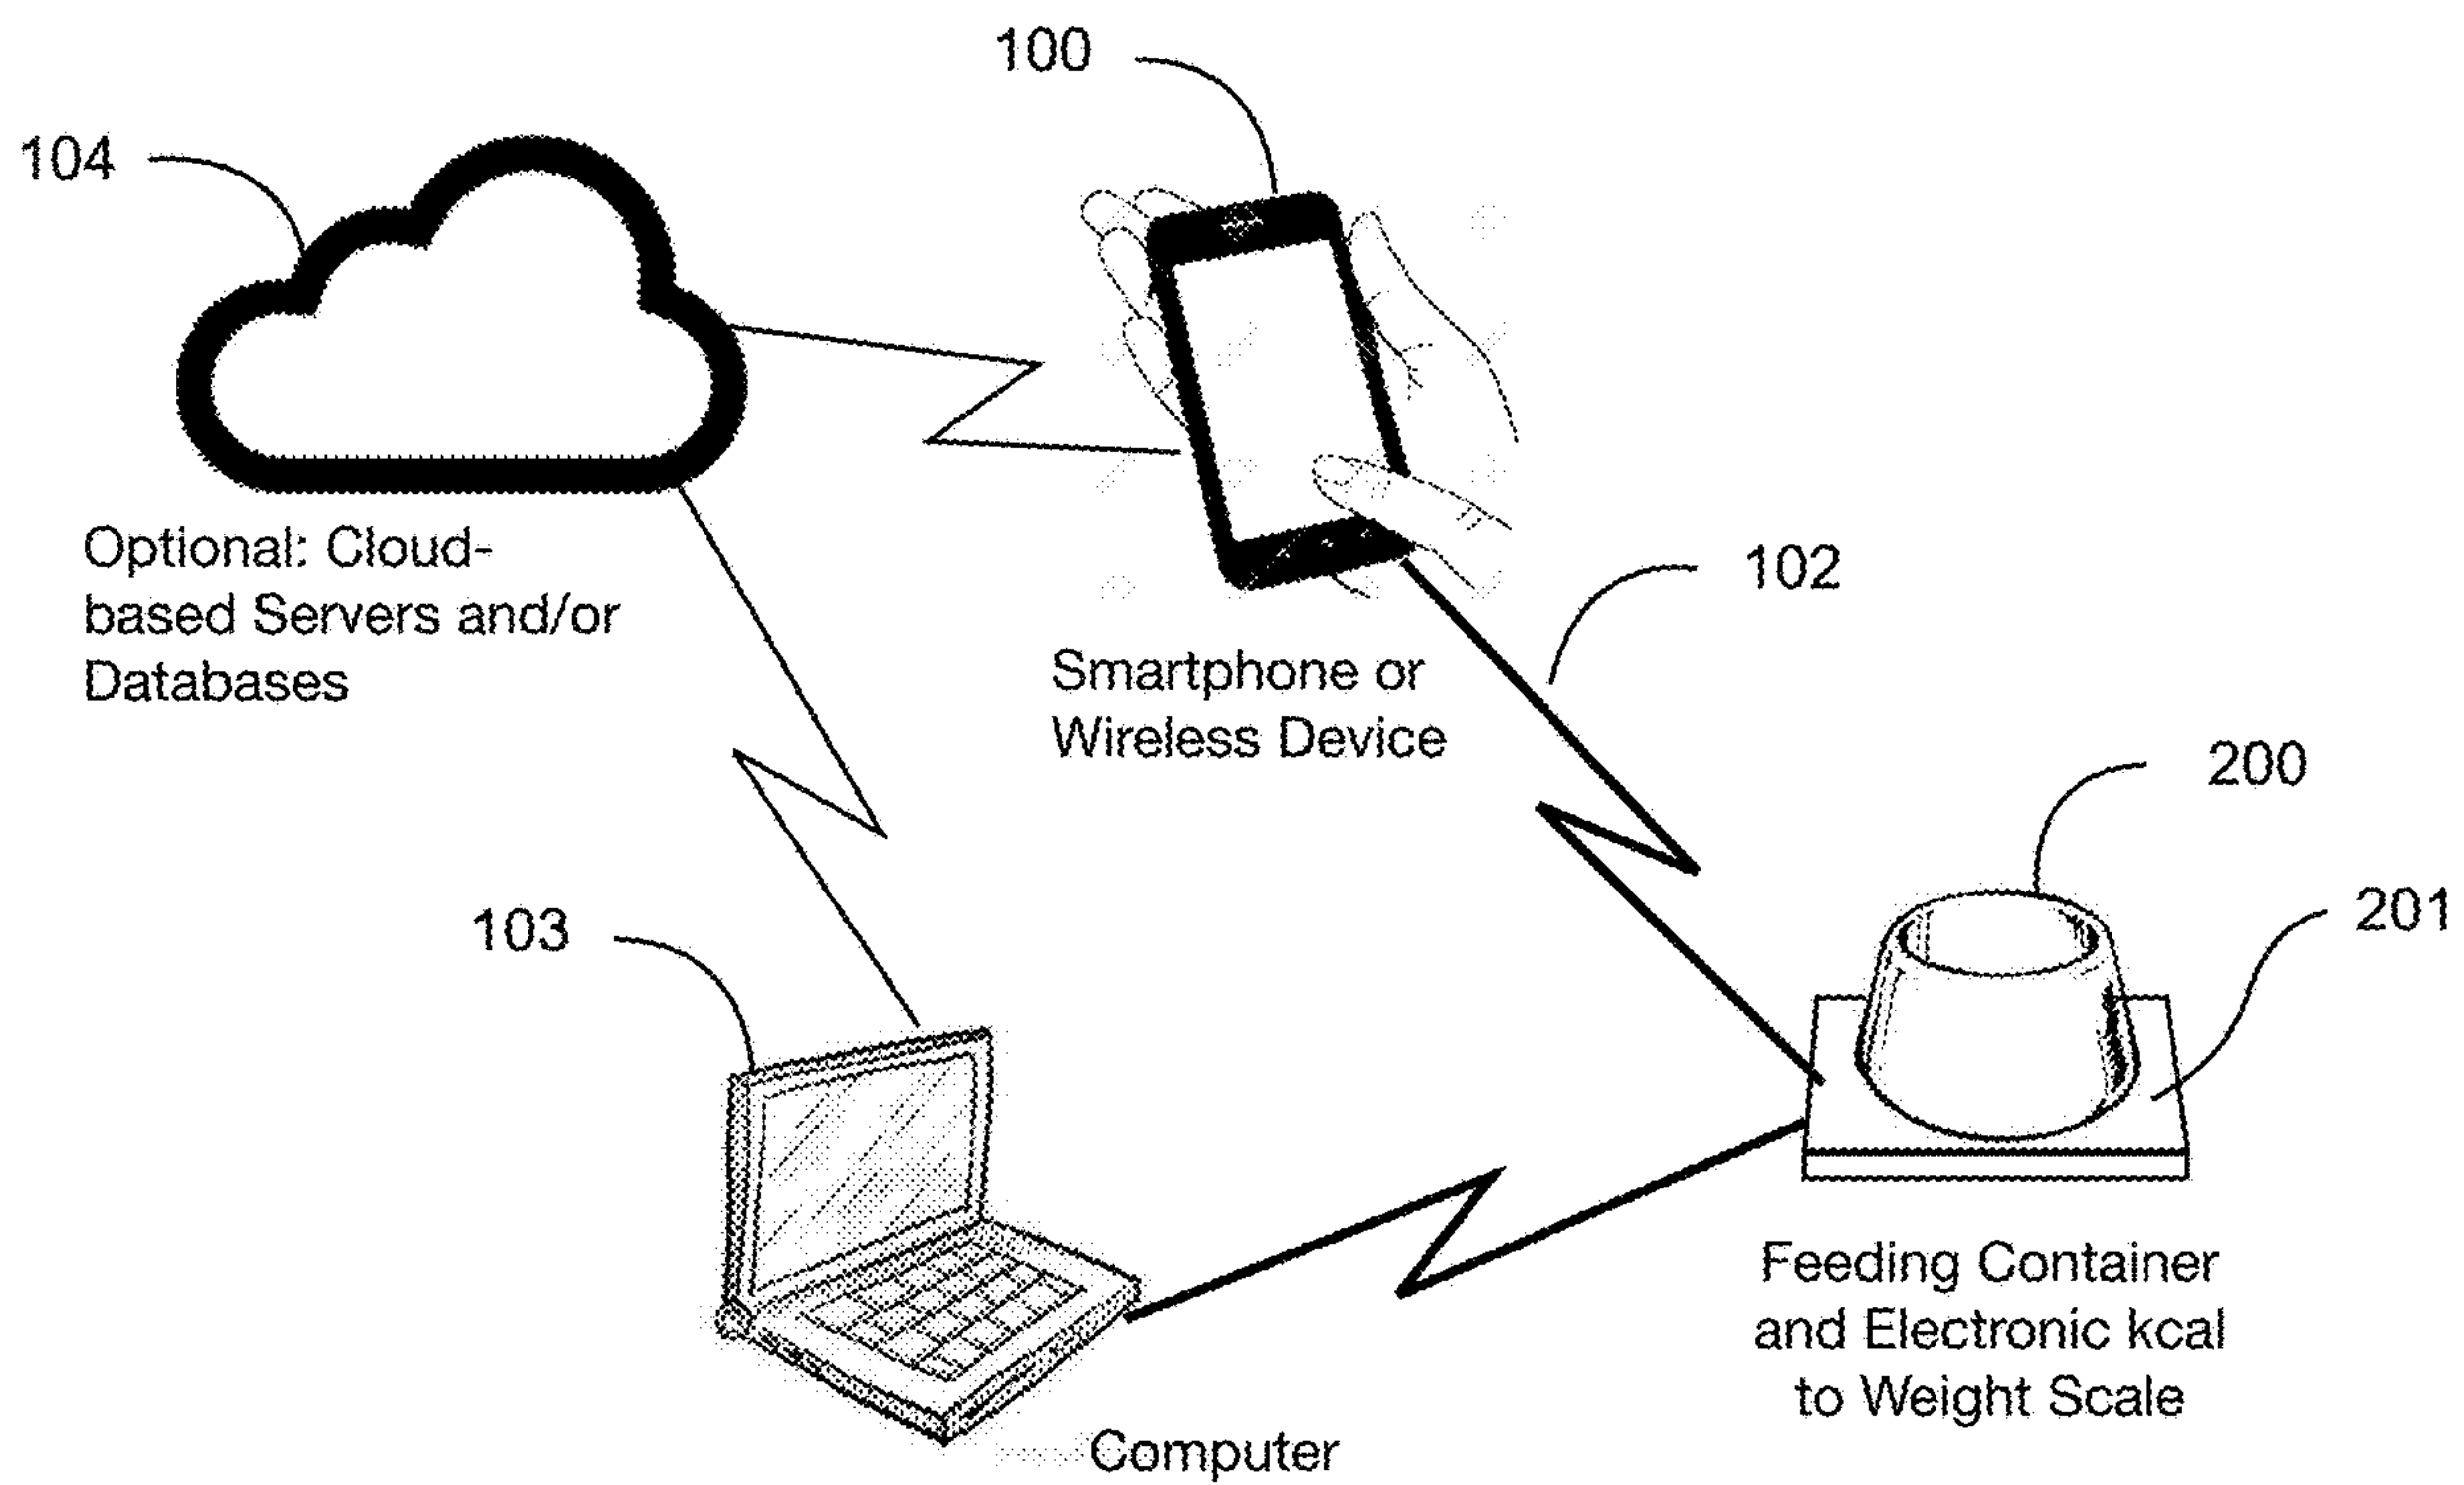 100
104
Optional: Cloud-
based Servers and/or
Databases
102
Smartphone or
Wireless Device
200
201
103
Feeding Container
and Electronic kcal
to Weight Scale
Computer